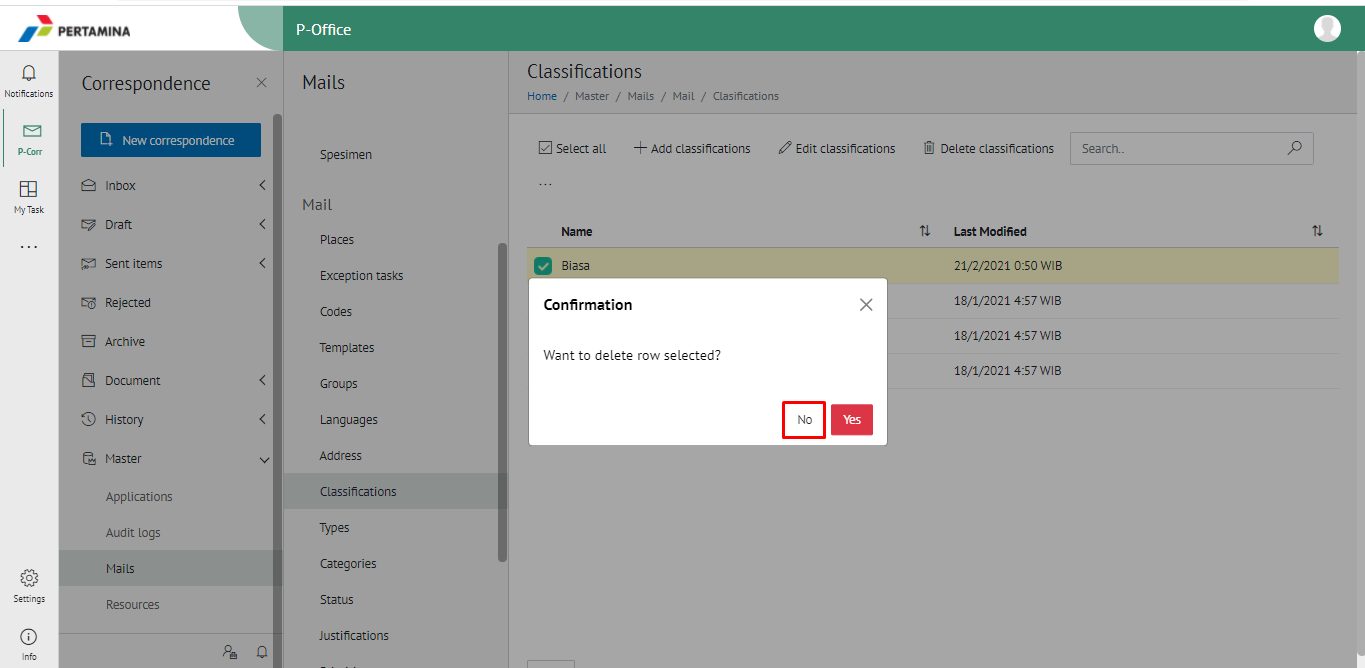 PERTAMINA
P-Office
Notifications
P-Corr
My Task
...
Settings
Info
Correspondence
New correspondence
Inbox
Draft
Sent items
Rejected
Archive
Document
History
Master
Applications
Audit logs
Mails
Resources
Mails
Spesimen
Mail
Places
Exception tasks
Codes
Templates
Groups
Languages
Address
Classifications
Types
Categories
Status
Justifications
Classifications
Home / Master / Mails / Mail / Clasifications
Select all Add classifications Edit classifications Delete classifications Search..
...
Name Last Modified
Biasa 21/2/2021 0:50 WIB
18/1/2021 4:57 WIB
18/1/2021 4:57 WIB
18/1/2021 4:57 WIB
Confirmation
Want to delete row selected?
No Yes